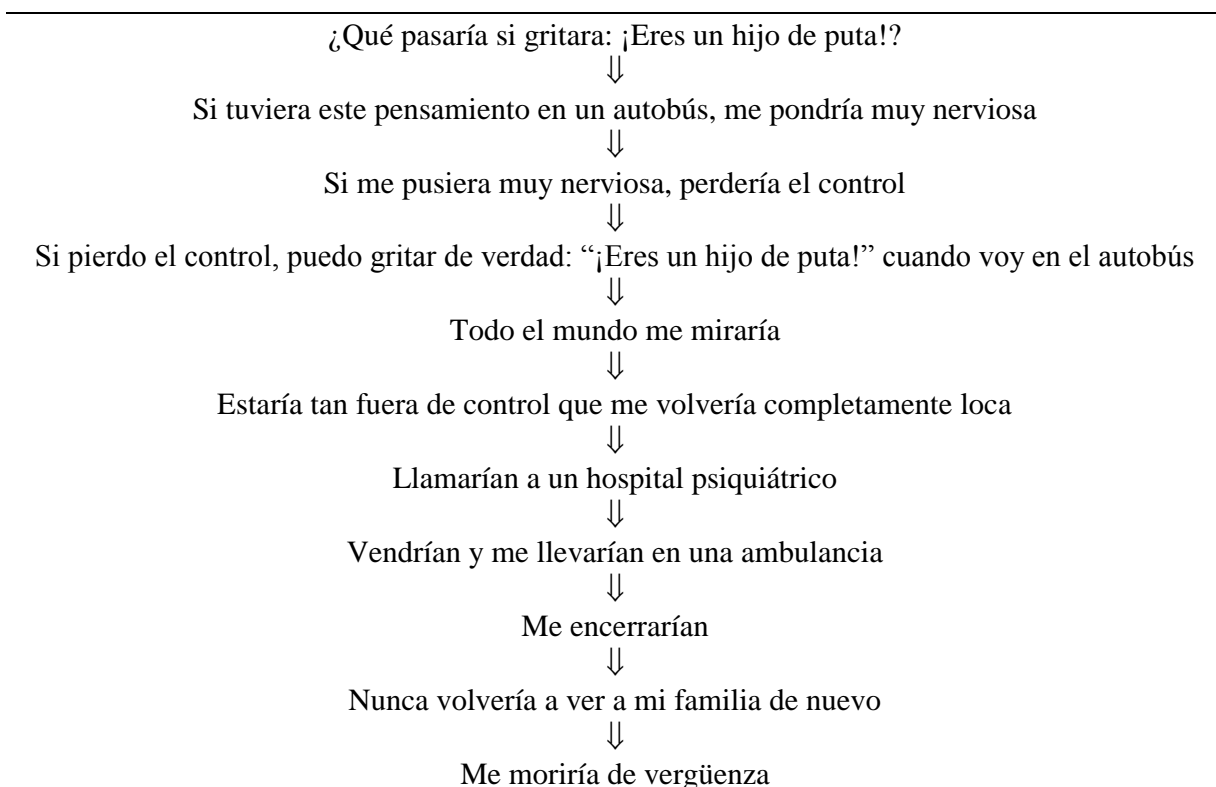 ¿Qué pasaría si gritara: ¡Eres un hijo de puta!?
⇓
Si tuviera este pensamiento en un autobús, me pondría muy nerviosa
⇓
Si me pusiera muy nerviosa, perdería el control
⇓
Si pierdo el control, puedo gritar de verdad: “¡Eres un hijo de puta!” cuando voy en el autobús
⇓
Todo el mundo me miraría
⇓
Estaría tan fuera de control que me volvería completamente loca
⇓
Llamarían a un hospital psiquiátrico
⇓
Vendrían y me llevarían en una ambulancia
⇓
Me encerrarían
⇓
Nunca volvería a ver a mi familia de nuevo
⇓
Me moriría de vergüenza